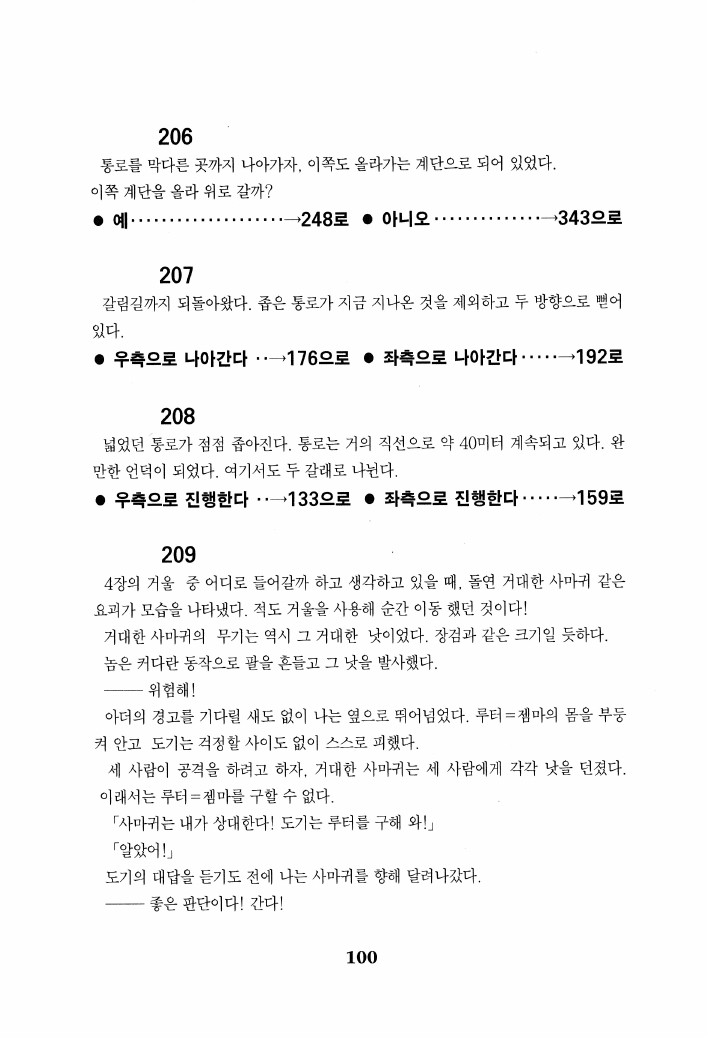 206
통로를 막다른 곳까지 나아가자, 이쪽도 올라가는 계단으로 되어 있었다.
이쪽 계단을 올라 위로 갈까?
● 예····················→248로 ● 아니오··············→343으로
207
갈림길까지 되돌아왔다. 좁은 통로가 지금 지나온 것을 제외하고 두 방향으로 뻗어
있다.
● 우측으로 나아간다 ··→176으로 ● 좌측으로 나아간다·····→192로
208
넓었던 통로가 점점 좁아진다. 통로는 거의 직선으로 약 40미터 계속되고 있다. 완
만한 언덕이 되었다. 여기서도 두 갈래로 나뉜다.
● 우측으로 진행한다 ··→133으로 ● 좌측으로 진행한다·····→159로
209
4장의 거울 중 어디로 들어갈까 하고 생각하고 있을 때, 돌연 거대한 사마귀 같은
요괴가 모습을 나타냈다. 적도 거울을 사용해 순간 이동 했던 것이다!
거대한 사마귀의 무기는 역시 그 거대한 낫이었다. 장검과 같은 크기일 듯하다.
놈은 커다란 동작으로 팔을 흔들고 그 낫을 발사했다.
─── 위험해!
아더의 경고를 기다릴 새도 없이 나는 옆으로 뛰어넘었다. 루터=젬마의 몸을 부둥
켜 안고 도기는 걱정할 사이도 없이 스스로 피했다.
세 사람이 공격을 하려고 하자, 거대한 사마귀는 세 사람에게 각각 낫을 던졌다.
이래서는 루터=젬마를 구할 수 없다.
「사마귀는 내가 상대한다! 도기는 루터를 구해 와!」
「알았어!」
도기의 대답을 듣기도 전에 나는 사마귀를 향해 달려나갔다.
─── 좋은 판단이다! 간다!
100